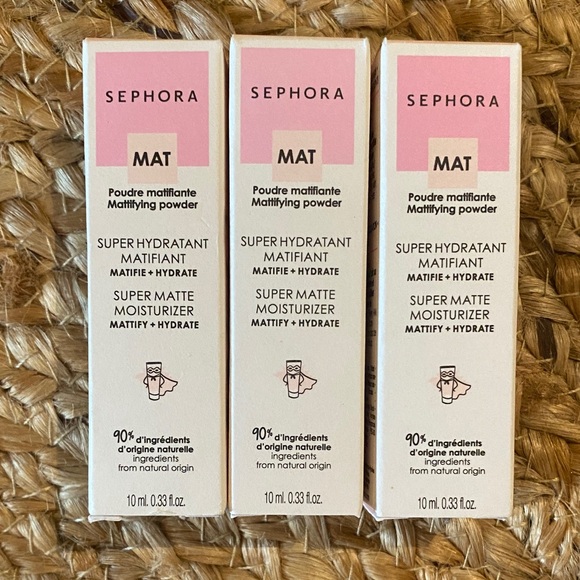 SEPHORA
MAT
Poudre matifiante
Mattifying powder
SUPER HYDRATANT
MATIFIANT
MATIFIE + HYDRATE
SUPER MATTE
MOISTURIZER
MATTIFY + HYDRATE
90% d'ingrédients
d'origine naturelle
ingredients
from natural origin
10 ml. 0.33 fl.oz.
SEPHORA
MAT
Poudre matifiante
Mattifying powder
SUPER HYDRATANT
MATIFIANT
MATIFIE + HYDRATE
SUPER MATTE
MOISTURIZER
MATTIFY + HYDRATE
90% d'ingrédients
d'origine naturelle
ingredients
from natural origin
10 ml. 0.33 fl.oz.
SEPHORA
MAT
Poudre matifiante
Mattifying powder
SUPER HYDRATANT
MATIFIANT
MATIFIE + HYDRATE
SUPER MATTE
MOISTURIZER
MATTIFY + HYDRATE
90% d'ingrédients
d'origine naturelle
ingredients
from natural origin
10 ml. 0.33 fl.oz.